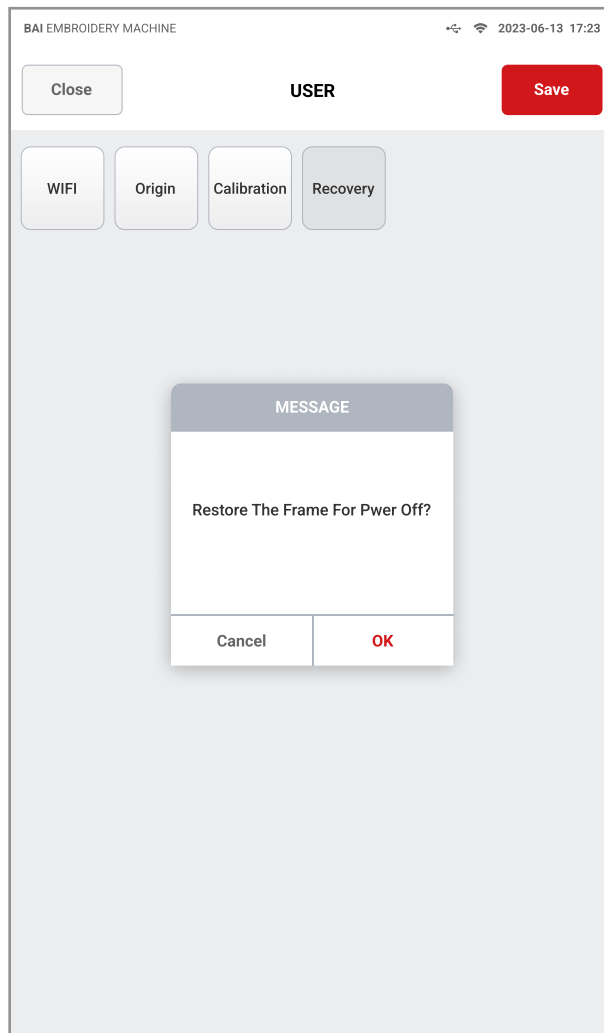 BAI EMBROIDERY MACHINE 2023-06-13 17:23
Close USER Save
WIFI Origin Calibration Recovery
MESSAGE
Restore The Frame For Pwer Off?
Cancel OK